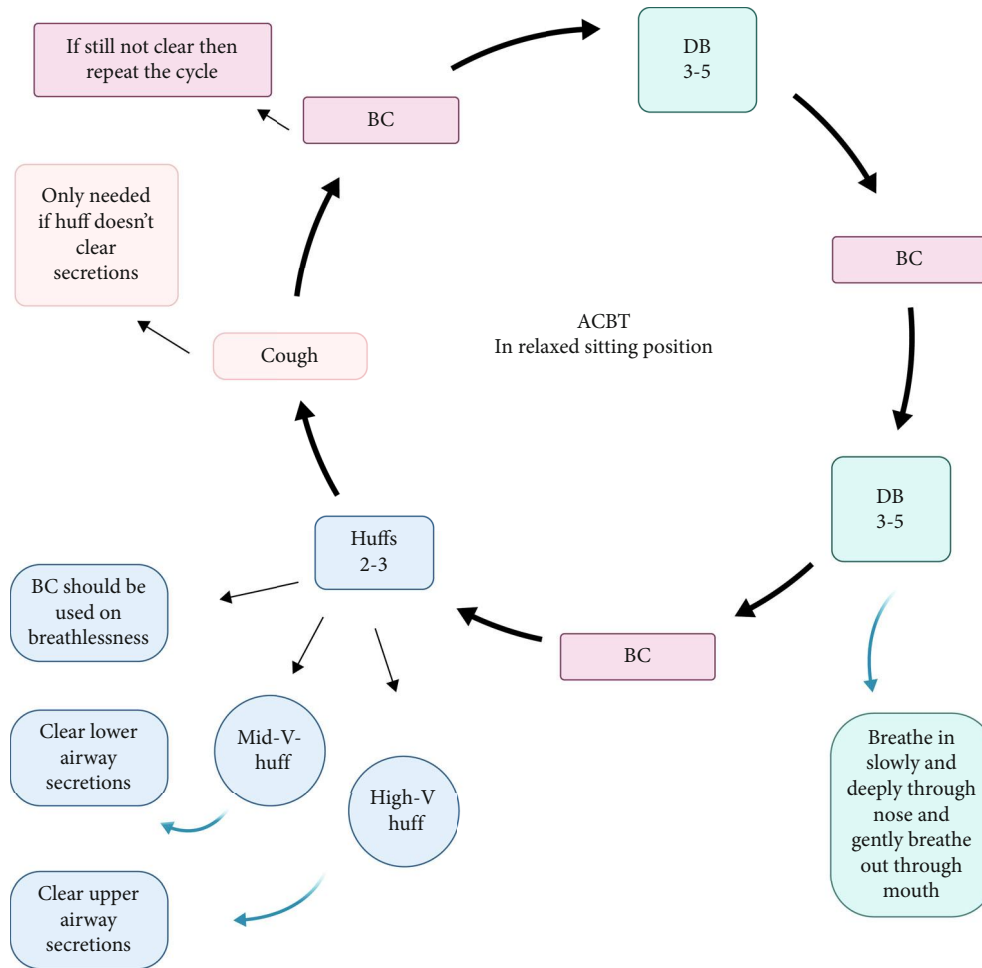 If still not clear then
repeat the cycle
BC
DB
3-5
BC
Only needed
if huff doesn't
clear
secretions
Cough
ACBT
In relaxed sitting position
DB
3-5
BC
Huffs
2-3
BC should be
used on
breathlessness
Clear lower
airway
secretions
Mid-V-
huff
High-V
huff
Clear upper
airway
secretions
Breathe in
slowly and
deeply through
nose and
gently breathe
out through
mouth